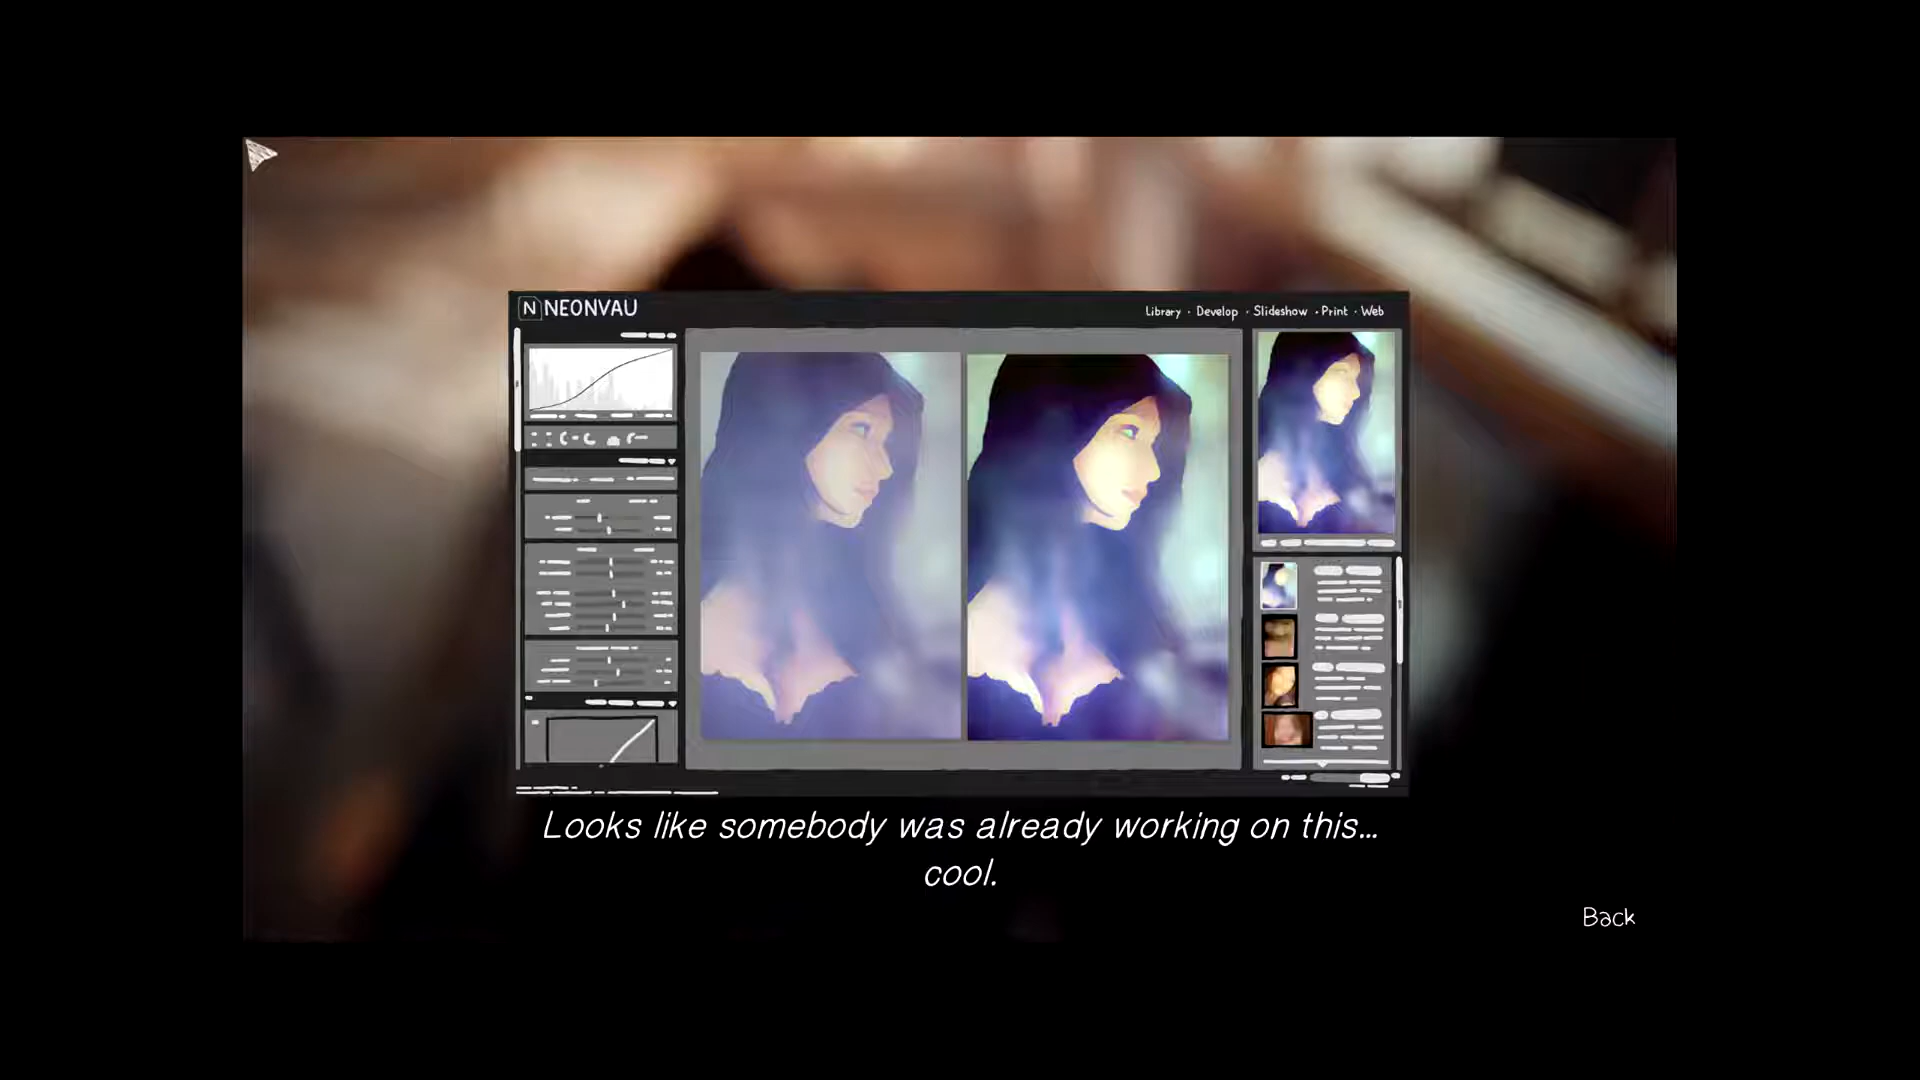 N NEONVAU
Library · Develop · Slideshow · Print · Web
Looks like somebody was already working on this...
cool.
Back